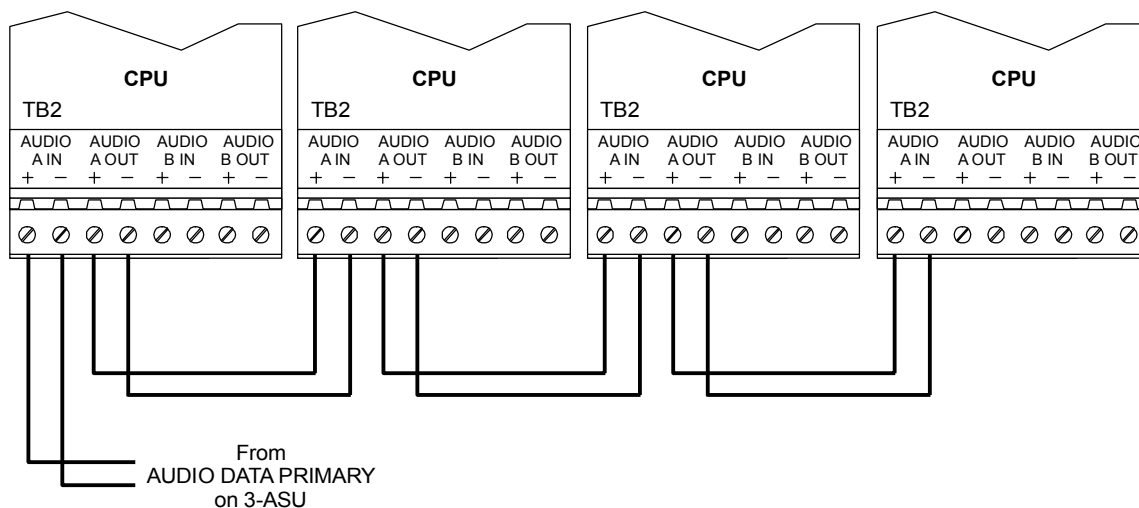 CPU CPU CPU CPU
TB2 TB2 TB2 TB2
AUDIO AUDIO AUDIO AUDIO AUDIO AUDIO AUDIO AUDIO AUDIO AUDIO AUDIO AUDIO AUDIO AUDIO AUDIO AUDIO
A IN A OUT B IN B OUT A IN A OUT B IN B OUT A IN A OUT B IN B OUT A IN A OUT B IN B OUT
+ − + − + − + − + − + − + − + − + − + − + − + − + − + − + − + −
From
AUDIO DATA PRIMARY
on 3-ASU